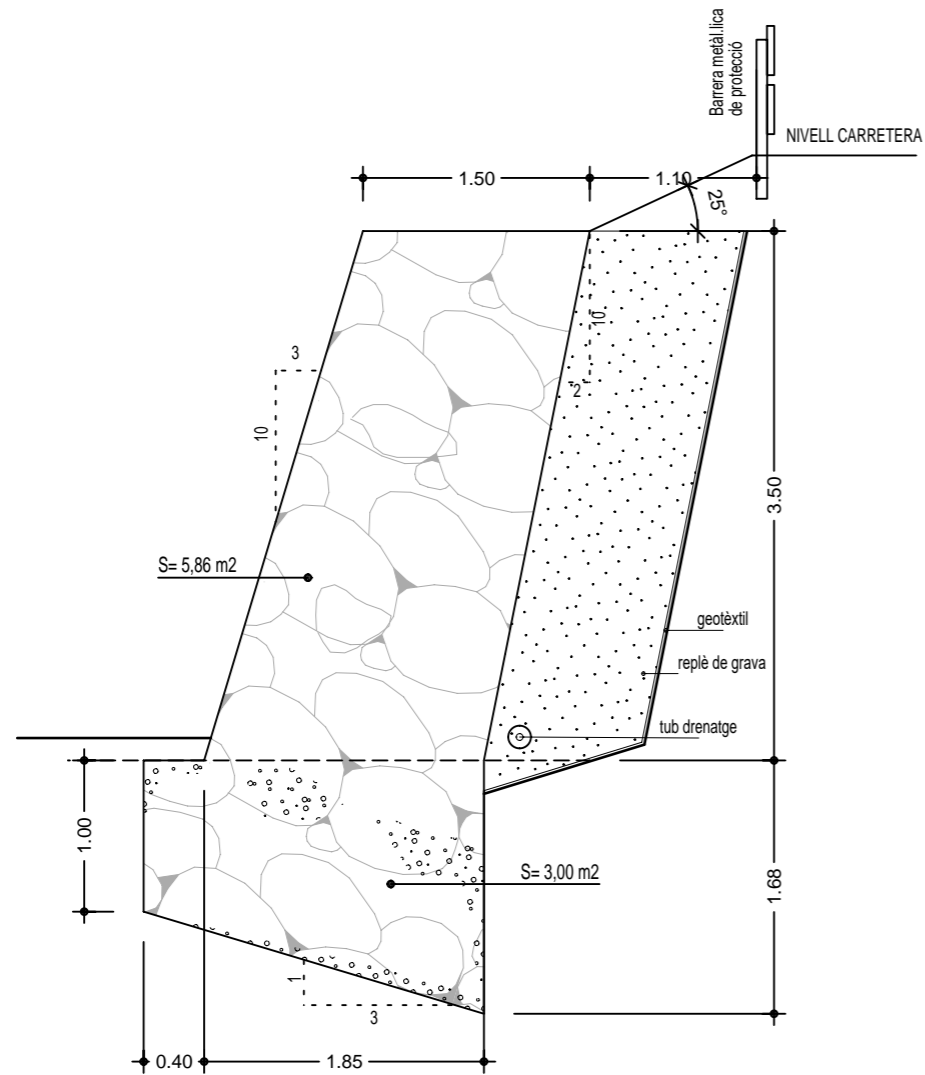 Barrera metàl.lica
de protecció
NIVELL CARRETERA
1.50
1.10
25°
10
2
3
10
3.50
S= 5,86 m2
geotèxtil
replè de grava
tub drenatge
1.00
S= 3,00 m2
1.68
1
3
0.40
1.85